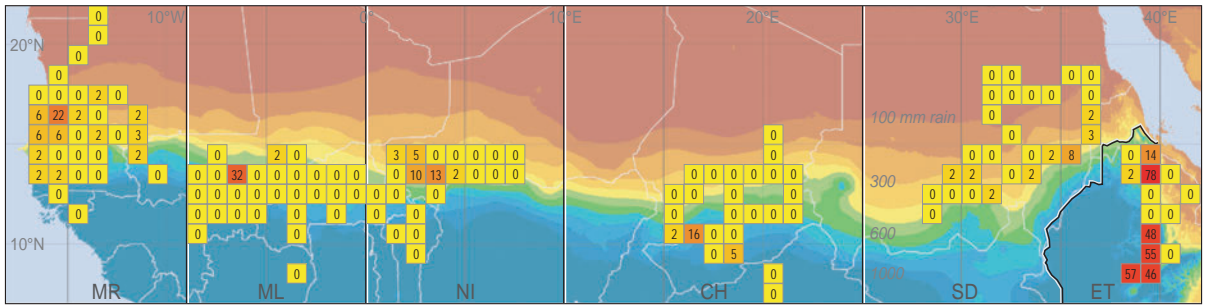 0 10°W 0° 10°E 20°E 30°E 40°E
0
20°N
0
0 0 0 0 0
0 0 0 2 0 0 0 0 0 0
6 22 2 0 2 100 mm rain 0 2
6 6 0 2 0 3 0 0 3
2 0 0 0 2 0 2 0 3 5 0 0 0 0 0 0 0 0 0 2 8 0 14
2 2 0 0 0 0 0 32 0 0 0 0 0 0 0 10 13 2 0 0 0 0 0 0 0 0 0 300 2 2 0 2 2 78 0
0 0 0 0 0 0 0 0 0 0 0 0 0 0 0 0 0 0 0 0 0 0 0 2 0 0
0 0 0 0 0 0 0 0 0 0 0 0 0 0 0 0 0
0 0 0 0 2 16 0 0 600 48
10°N
0 0 5 55 0
0 0 1000 57 46
MR ML NI CH 0 SD ET